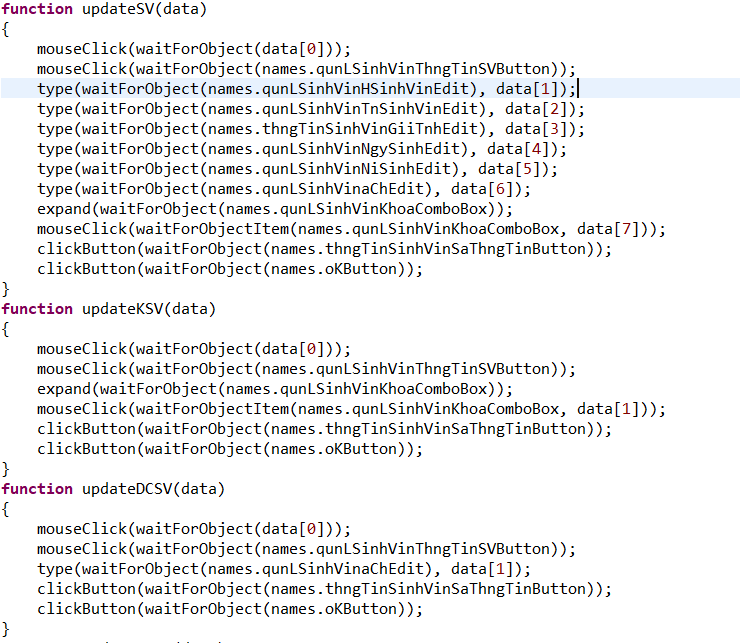 function updateSV(data)
{
    mouseClick(waitForObject(data[0]));
    mouseClick(waitForObject(names.qunLSinhVinThngTinSVButton));
    type(waitForObject(names.qunLSinhVinHSinhVinEdit), data[1]);
    type(waitForObject(names.qunLSinhVinTnSinhVinEdit), data[2]);
    type(waitForObject(names.thngTinSinhVinGiiTnhEdit), data[3]);
    type(waitForObject(names.qunLSinhVinNgySinhEdit), data[4]);
    type(waitForObject(names.qunLSinhVinNiSinhEdit), data[5]);
    type(waitForObject(names.qunLSinhVinaChEdit), data[6]);
    expand(waitForObject(names.qunLSinhVinKhoaComboBox));
    mouseClick(waitForObjectItem(names.qunLSinhVinKhoaComboBox, data[7]));
    clickButton(waitForObject(names.thngTinSinhVinSaThngTinButton));
    clickButton(waitForObject(names.oKButton));
}
function updateKSV(data)
{
    mouseClick(waitForObject(data[0]));
    mouseClick(waitForObject(names.qunLSinhVinThngTinSVButton));
    expand(waitForObject(names.qunLSinhVinKhoaComboBox));
    mouseClick(waitForObjectItem(names.qunLSinhVinKhoaComboBox, data[1]));
    clickButton(waitForObject(names.thngTinSinhVinSaThngTinButton));
    clickButton(waitForObject(names.oKButton));
}
function updateDCSV(data)
{
    mouseClick(waitForObject(data[0]));
    mouseClick(waitForObject(names.qunLSinhVinThngTinSVButton));
    type(waitForObject(names.qunLSinhVinaChEdit), data[1]);
    clickButton(waitForObject(names.thngTinSinhVinSaThngTinButton));
    clickButton(waitForObject(names.oKButton));
}